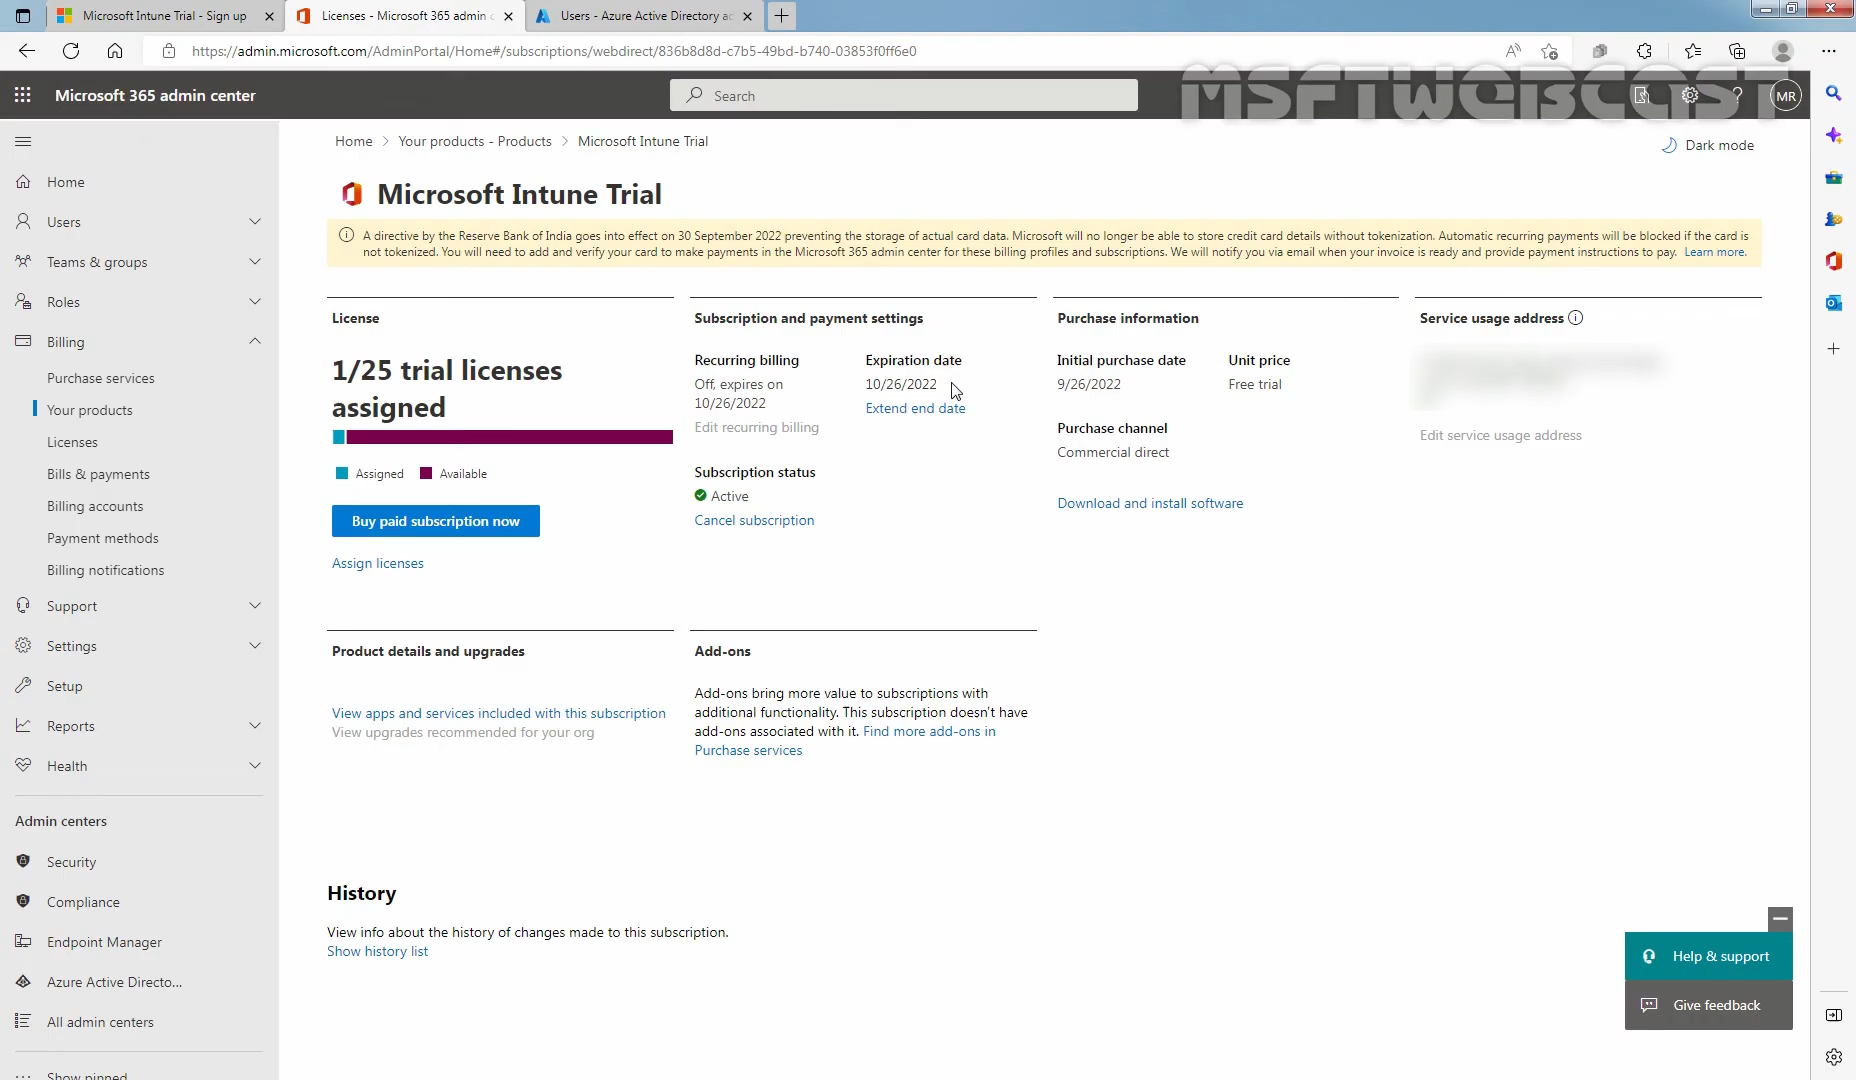 Microsoft Intune Trial - Sign up
Licenses - Microsoft 365 admin c
Users - Azure Active Directory ad
https://admin.microsoft.com/AdminPortal/Home#/subscriptions/webdirect/836b8d8d-c7b5-49bd-b740-03853f0ff6e0
MSFTWEBCAST
Microsoft 365 admin center
Search
MR
Home > Your products - Products > Microsoft Intune Trial
Dark mode
Home
Users
Teams & groups
Roles
Billing
Purchase services
Your products
Licenses
Bills & payments
Billing accounts
Payment methods
Billing notifications
Support
Settings
Setup
Reports
Health
Admin centers
Security
Compliance
Endpoint Manager
Azure Active Directo...
All admin centers
Show pinned
Microsoft Intune Trial
A directive by the Reserve Bank of India goes into effect on 30 September 2022 preventing the storage of actual card data. Microsoft will no longer be able to store credit card details without tokenization. Automatic recurring payments will be blocked if the card is
not tokenized. You will need to add and verify your card to make payments in the Microsoft 365 admin center for these billing profiles and subscriptions. We will notify you via email when your invoice is ready and provide payment instructions to pay. Learn more.
License
1/25 trial licenses
assigned
Assigned
Available
Buy paid subscription now
Assign licenses
Subscription and payment settings
Recurring billing
Off, expires on
10/26/2022
Edit recurring billing
Expiration date
10/26/2022
Extend end date
Subscription status
Active
Cancel subscription
Purchase information
Initial purchase date
9/26/2022
Unit price
Free trial
Purchase channel
Commercial direct
Download and install software
Service usage address
Edit service usage address
Product details and upgrades
View apps and services included with this subscription
View upgrades recommended for your org
Add-ons
Add-ons bring more value to subscriptions with
additional functionality. This subscription doesn't have
add-ons associated with it. Find more add-ons in
Purchase services
History
View info about the history of changes made to this subscription.
Show history list
Help & support
Give feedback